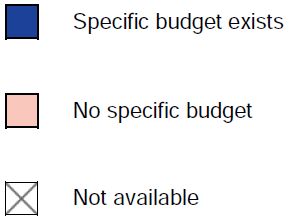 Specific budget exists
No specific budget
Not available